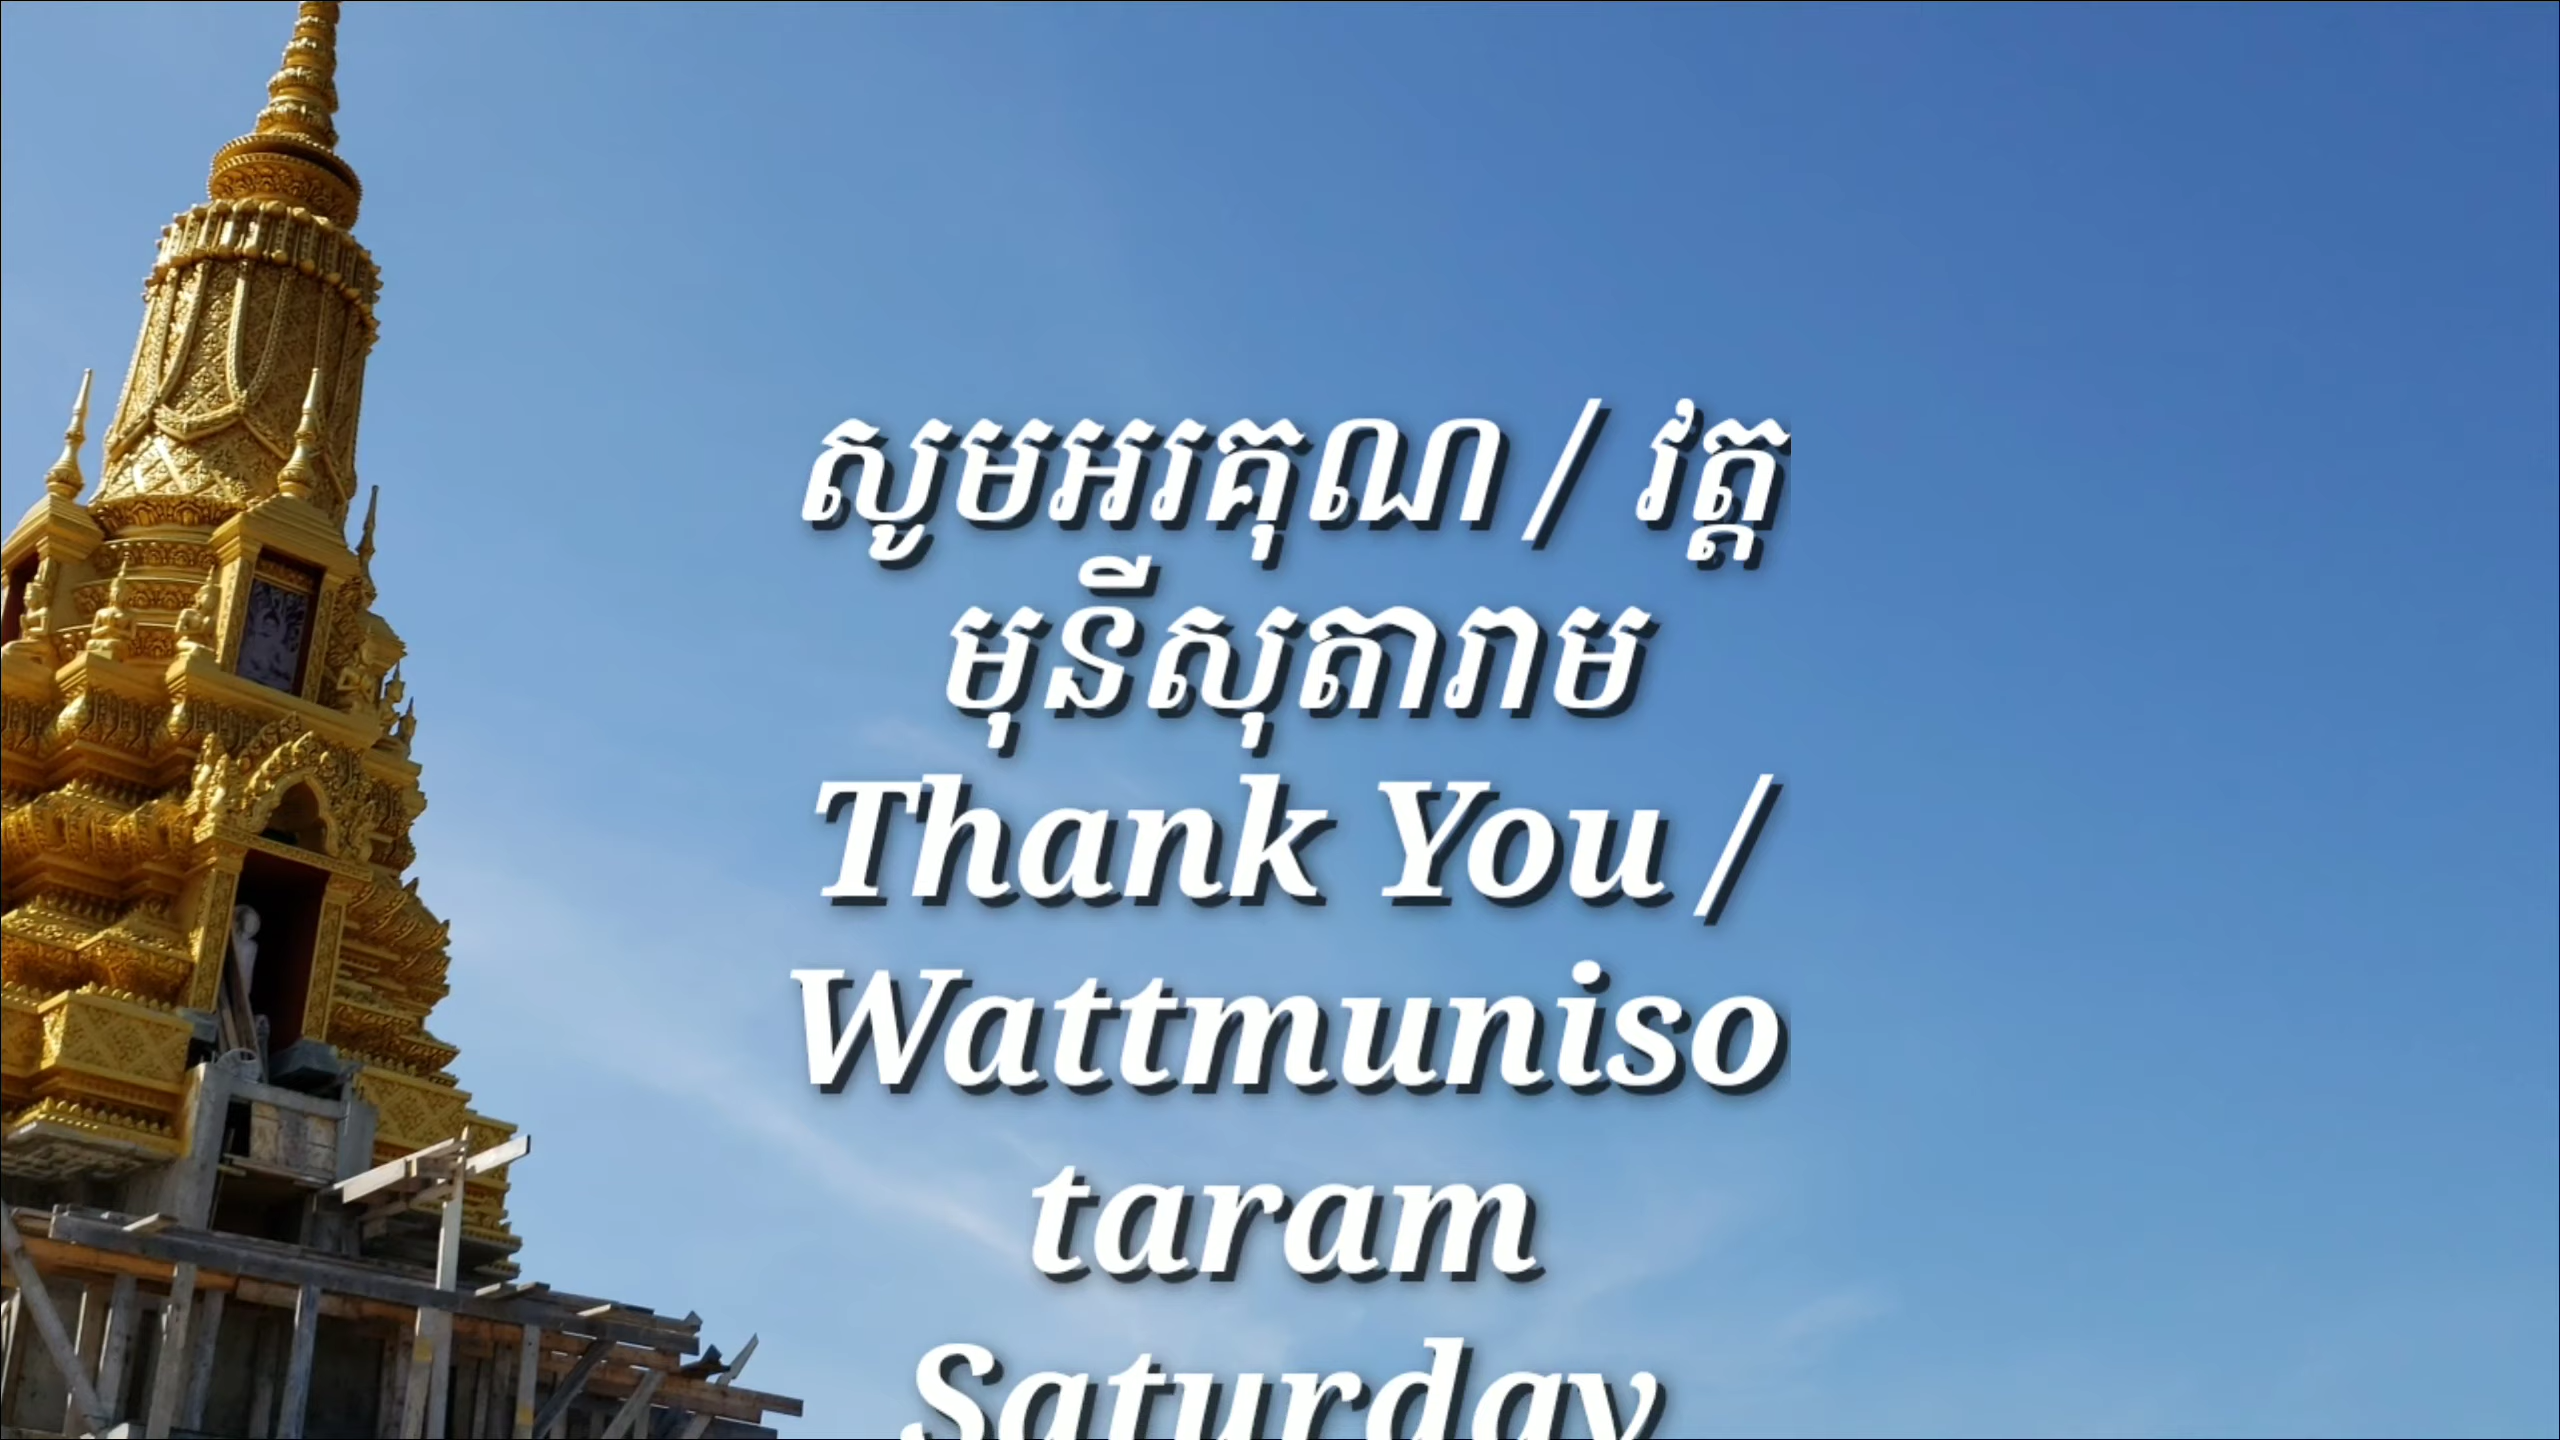 សូមអរគុណ / វត្ត
មុនីសុតារាម
Thank You /
Wattmuniso
taram
Saturday